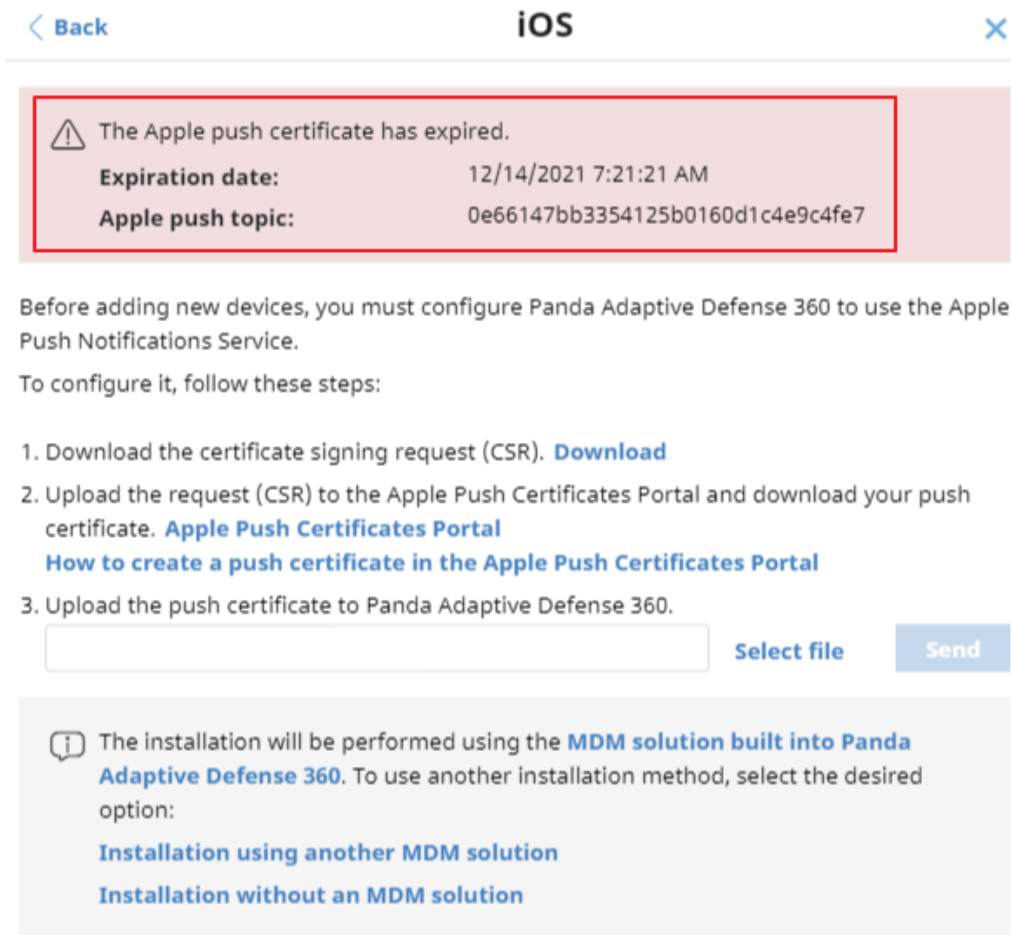 Back
iOS
The Apple push certificate has expired.
Expiration date: 12/14/2021 7:21:21 AM
Apple push topic: 0e66147bb3354125b0160d1c4e9c4fe7
Before adding new devices, you must configure Panda Adaptive Defense 360 to use the Apple
Push Notifications Service.
To configure it, follow these steps:
1. Download the certificate signing request (CSR). Download
2. Upload the request (CSR) to the Apple Push Certificates Portal and download your push
certificate. Apple Push Certificates Portal
How to create a push certificate in the Apple Push Certificates Portal
3. Upload the push certificate to Panda Adaptive Defense 360.
Select file Send
The installation will be performed using the MDM solution built into Panda
Adaptive Defense 360. To use another installation method, select the desired
option:
Installation using another MDM solution
Installation without an MDM solution